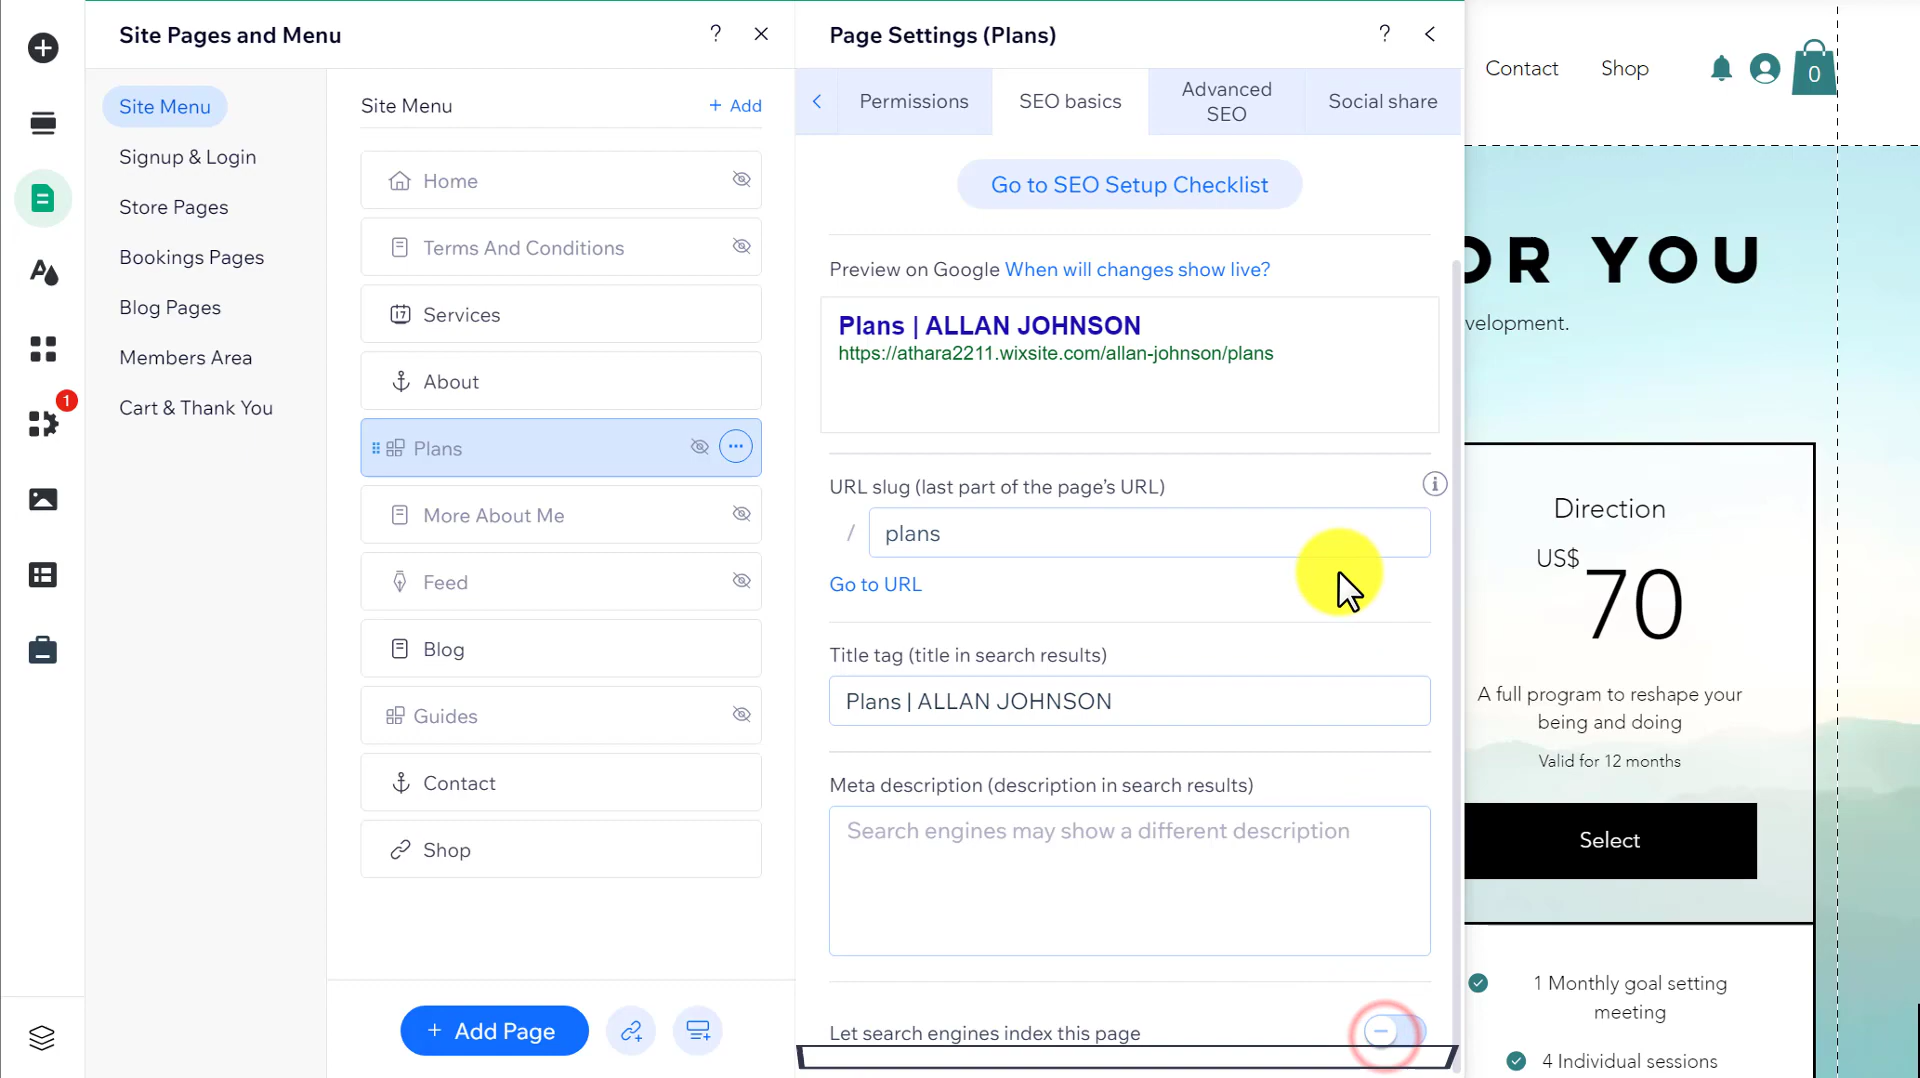 Site Pages and Menu
?
Page Settings (Plans)
?
Contact
Shop
0
Site Menu
Signup & Login
Store Pages
Bookings Pages
Blog Pages
Members Area
Cart & Thank You
1
Site Menu
+ Add
Home
Terms And Conditions
17
Services
About
Plans
More About Me
Feed
Blog
Guides
Contact
Shop
+ Add Page
Permissions
SEO basics
Advanced
SEO
Social share
Go to SEO Setup Checklist
Preview on Google When will changes show live?
Plans | ALLAN JOHNSON
https://athara2211.wixsite.com/allan-johnson/plans
URL slug (last part of the page's URL)
/ plans
Go to URL
Title tag (title in search results)
Plans | ALLAN JOHNSON
Meta description (description in search results)
Search engines may show a different description
Let search engines index this page
OR YOU
velopment.
Direction
US$
70
A full program to reshape your
being and doing
Valid for 12 months
Select
1 Monthly goal setting
meeting
4 Individual sessions